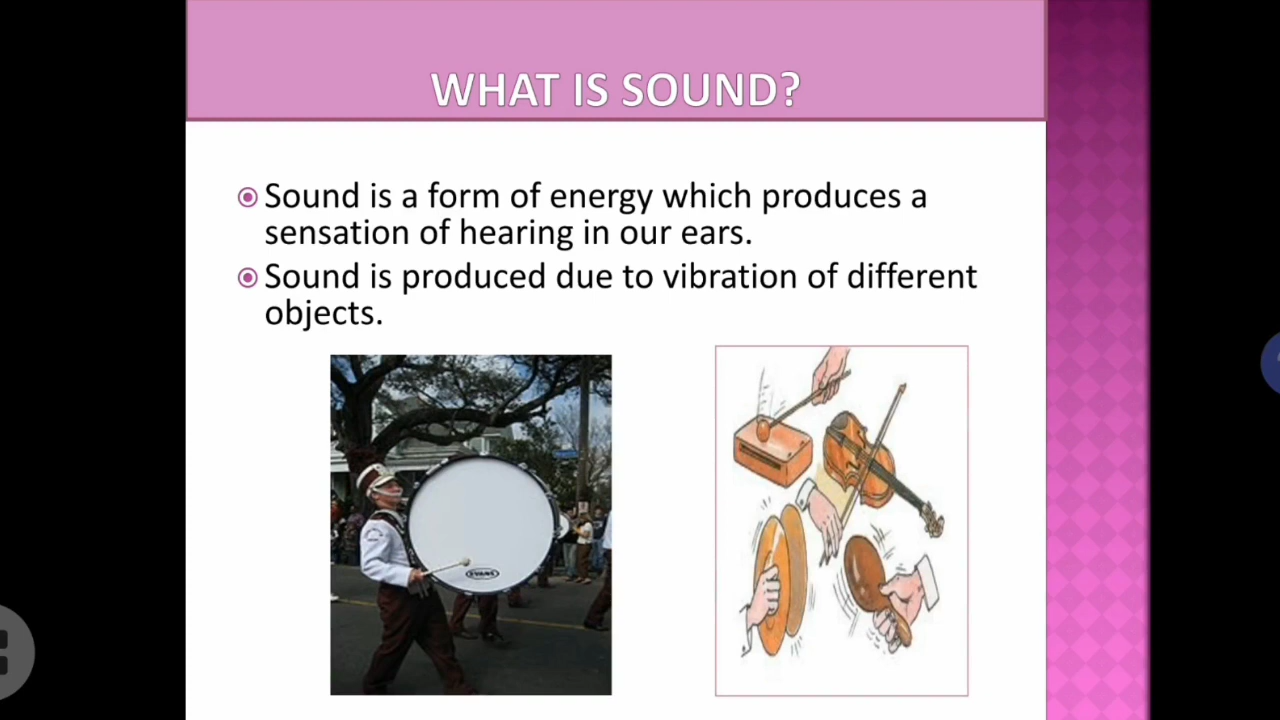 WHAT IS SOUND?
Sound is a form of energy which produces a
sensation of hearing in our ears.
Sound is produced due to vibration of different
objects.
EVANS